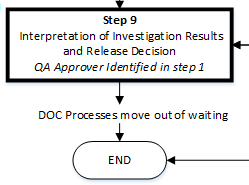 Step 9
Interpretation of Investigation Results
and Release Decision
QA Approver Identified in step 1
DOC Processes move out of waiting
END